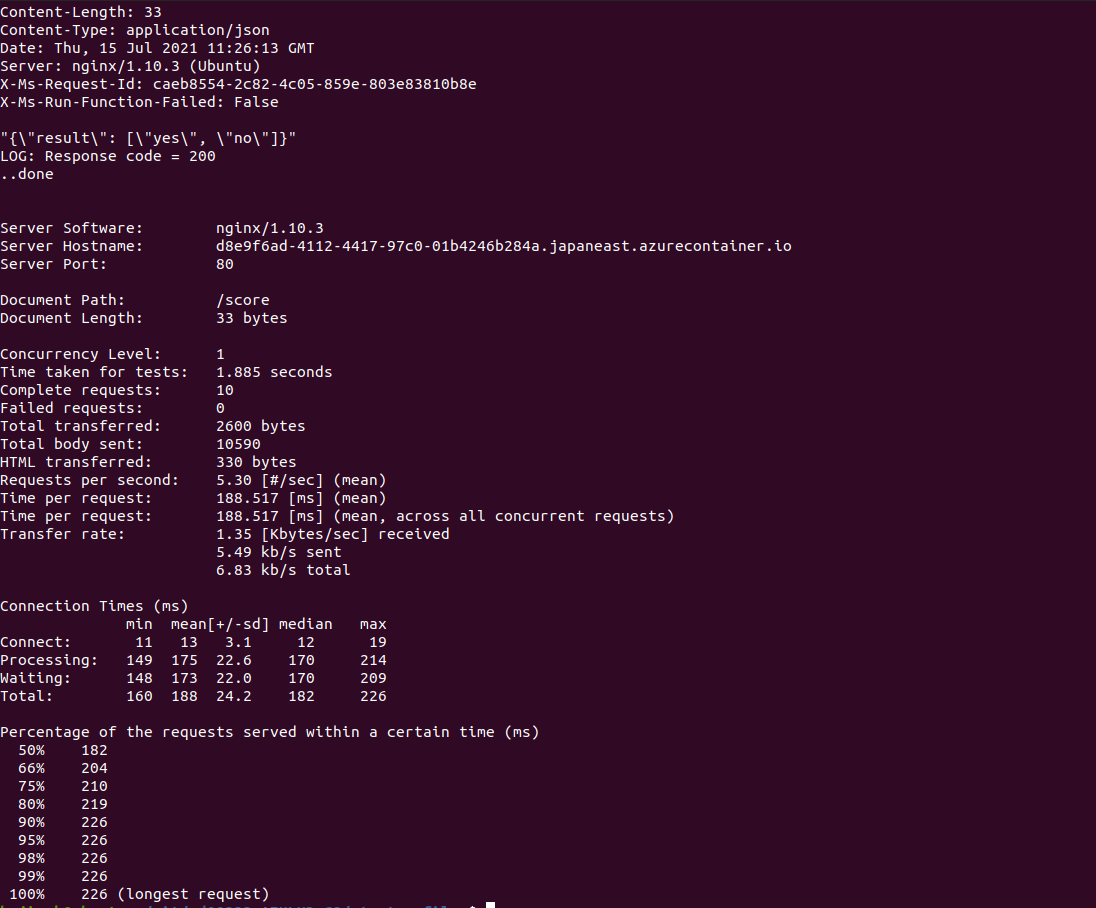 Content-Length: 33
Content-Type: application/json
Date: Thu, 15 Jul 2021 11:26:13 GMT
Server: nginx/1.10.3 (Ubuntu)
X-Ms-Request-Id: caeb8554-2c82-4c05-859e-803e83810b8e
X-Ms-Run-Function-Failed: False

"{\"result\": [\"yes\", \"no\"]}"
LOG: Response code = 200
..done

Server Software:        nginx/1.10.3
Server Hostname:        d8e9f6ad-4112-4417-97c0-01b4246b284a.japaneast.azurecontainer.io
Server Port:            80

Document Path:          /score
Document Length:        33 bytes

Concurrency Level:      1
Time taken for tests:   1.885 seconds
Complete requests:      10
Failed requests:        0
Total transferred:      2600 bytes
Total body sent:        10590
HTML transferred:       330 bytes
Requests per second:    5.30 [#/sec] (mean)
Time per request:       188.517 [ms] (mean)
Time per request:       188.517 [ms] (mean, across all concurrent requests)
Transfer rate:          1.35 [Kbytes/sec] received
                        5.49 kb/s sent
                        6.83 kb/s total

Connection Times (ms)
              min  mean[+/-sd] median   max
Connect:       11   13   3.1     12      19
Processing:   149  175  22.6    170     214
Waiting:      148  173  22.0    170     209
Total:        160  188  24.2    182     226

Percentage of the requests served within a certain time (ms)
  50%    182
  66%    204
  75%    210
  80%    219
  90%    226
  95%    226
  98%    226
  99%    226
 100%    226 (longest request)